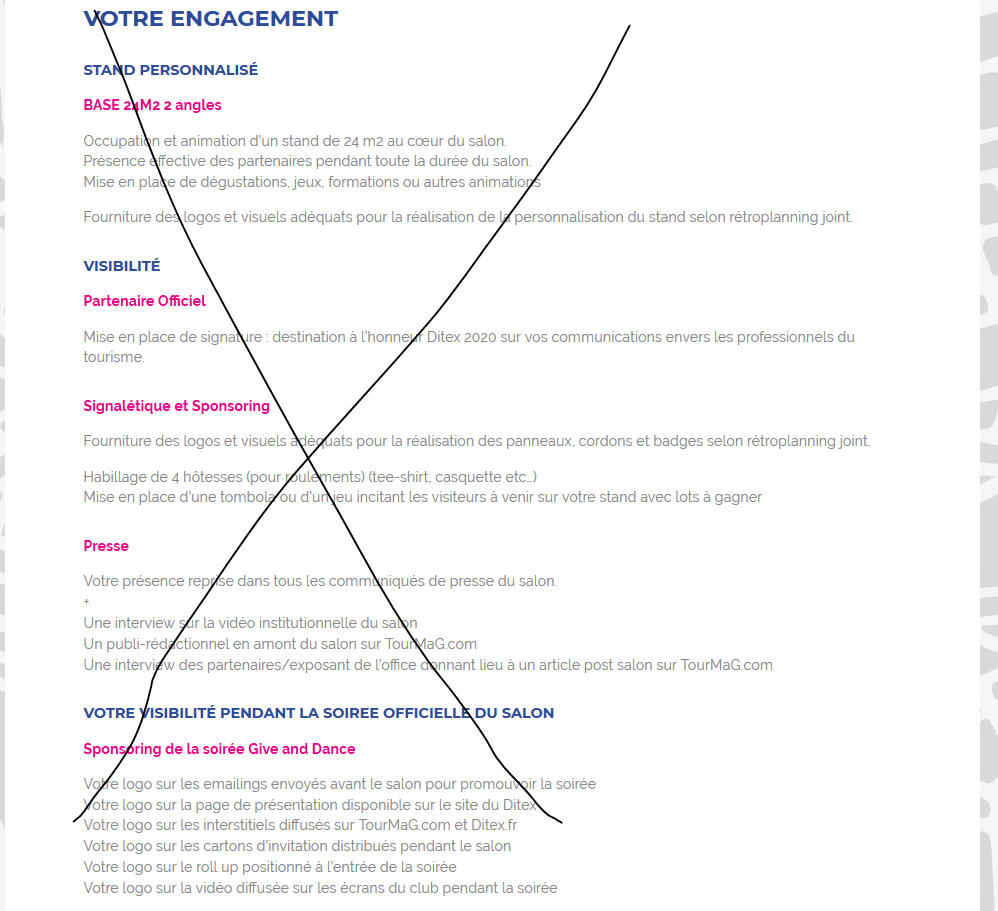 VOTRE ENGAGEMENT
STAND PERSONNALISÉ
BASE 24M2 2 angles
Occupation et animation d'un stand de 24 m2 au cœur du salon.
Présence effective des partenaires pendant toute la durée du salon.
Mise en place de dégustations, jeux, formations ou autres animations
Fourniture des logos et visuels adéquats pour la réalisation de la personnalisation du stand selon rétroplanning joint.
VISIBILITÉ
Partenaire Officiel
Mise en place de signature : destination à l'honneur Ditex 2020 sur vos communications envers les professionnels du
tourisme.
Signalétique et Sponsoring
Fourniture des logos et visuels adéquats pour la réalisation des panneaux, cordons et badges selon rétroplanning joint.
Habillage de 4 hôtesses (pour roulements) (tee-shirt, casquette etc…)
Mise en place d'une tombola ou d'un jeu incitant les visiteurs à venir sur votre stand avec lots à gagner
Presse
Votre présence reprise dans tous les communiqués de presse du salon.
+
Une interview sur la vidéo institutionnelle du salon
Un publi-rédactionnel en amont du salon sur TourMaG.com
Une interview des partenaires/exposant de l'office donnant lieu à un article post salon sur TourMaG.com
VOTRE VISIBILITÉ PENDANT LA SOIREE OFFICIELLE DU SALON
Sponsoring de la soirée Give and Dance
Votre logo sur les emailings envoyés avant le salon pour promouvoir la soirée
Votre logo sur la page de présentation disponible sur le site du Ditex
Votre logo sur les interstitiels diffusés sur TourMaG.com et Ditex.fr
Votre logo sur les cartons d'invitation distribués pendant le salon
Votre logo sur le roll up positionné à l'entrée de la soirée
Votre logo sur la vidéo diffusée sur les écrans du club pendant la soirée